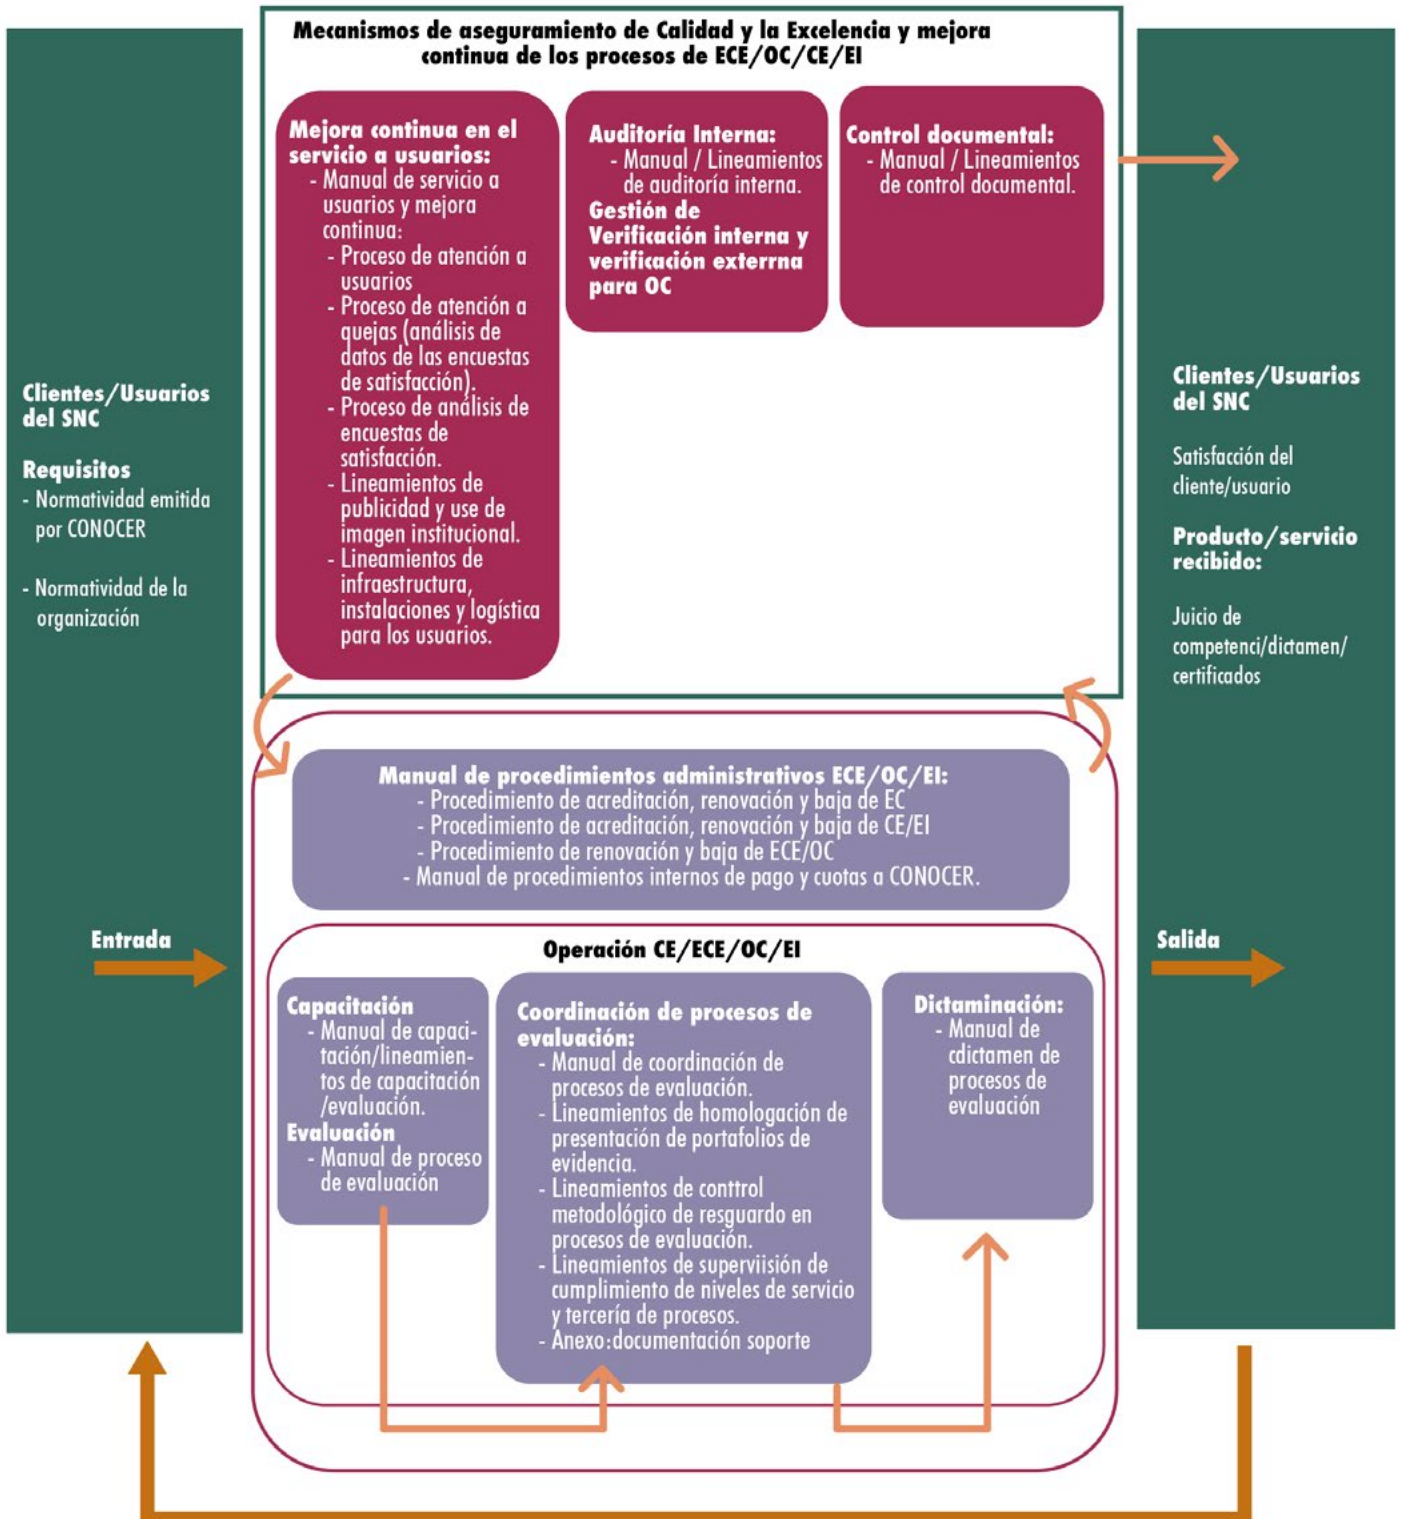 Mecanismos de aseguramiento de Calidad y la Excelencia y mejora
continua de los procesos de ECE/OC/CE/EI
Mejora continua en el
servicio a usuarios:
- Manual de servicio a
usuarios y mejora
continua:
- Proceso de atención a
usuarios
- Proceso de atención a
quejas (análisis de
datos de las encuestas
de satisfacción).
- Proceso de análisis de
encuestas de
satisfacción.
- Lineamientos de
publicidad y use de
imagen institucional.
- Lineamientos de
infraestructura,
instalaciones y logística
para los usuarios.
Auditoría Interna:
- Manual / Lineamientos
de auditoría interna.
Gestión de
Verificación interna y
verificación exterrna
para OC
Control documental:
- Manual / Lineamientos
de control documental.
Clientes/Usuarios
del SNC
Requisitos
- Normatividad emitida
por CONOCER
- Normatividad de la
organización
Entrada
Manual de procedimientos administrativos ECE/OC/EI:
- Procedimiento de acreditación, renovación y baja de EC
- Procedimiento de acreditación, renovación y baja de CE/EI
- Procedimiento de renovación y baja de ECE/OC
- Manual de procedimientos internos de pago y cuotas a CONOCER.
Operación CE/ECE/OC/EI
Capacitación
- Manual de capaci-
tación/lineamien-
tos de capacitación
/evaluación.
Evaluación
- Manual de proceso
de evaluación
Coordinación de procesos de
evaluación:
- Manual de coordinación de
procesos de evaluación.
- Lineamientos de homologación de
presentación de portafolios de
evidencia.
- Lineamientos de conttrol
metodológico de resguardo en
procesos de evaluación.
- Lineamientos de superviisión de
cumplimiento de niveles de servicio
y tercería de procesos.
- Anexo:documentación soporte
Dictaminación:
- Manual de
cdictamen de
procesos de
evaluación
Clientes/Usuarios
del SNC
Satisfacción del
cliente/usuario
Producto/servicio
recibido:
Juicio de
competenci/dictamen/
certificados
Salida